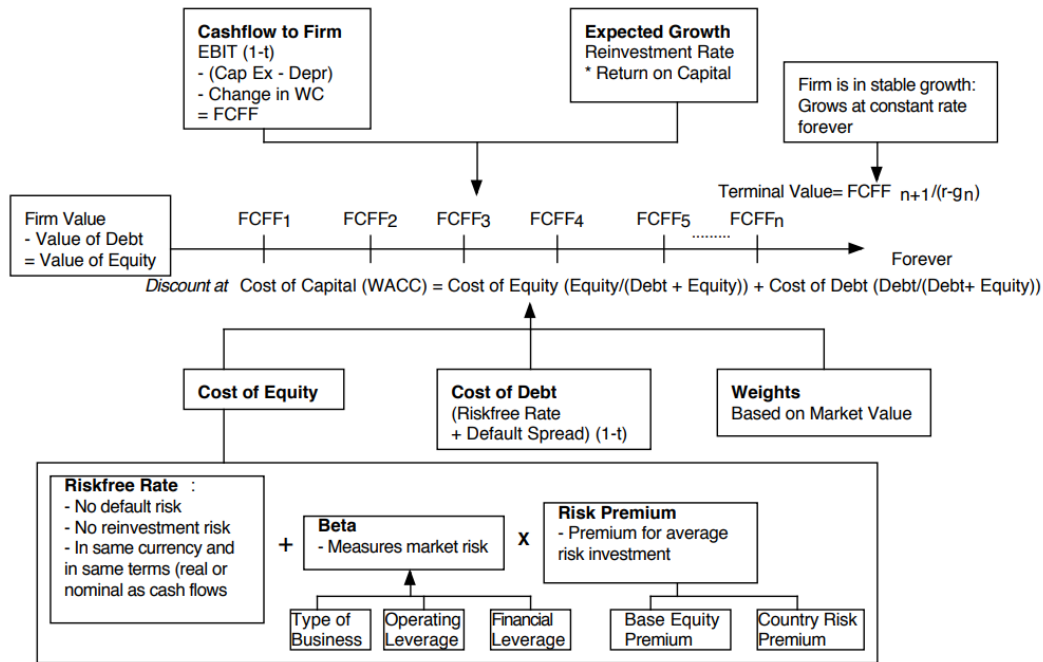 Cashflow to Firm
EBIT (1-t)
- (Cap Ex - Depr)
- Change in WC
= FCFF
Expected Growth
Reinvestment Rate
* Return on Capital
Firm is in stable growth:
Grows at constant rate
forever
Terminal Value= FCFF n+1/(r-gn)
Firm Value
- Value of Debt
= Value of Equity
FCFF1 FCFF2 FCFF3 FCFF4 FCFF5 ......... FCFFn
Forever
Discount at Cost of Capital (WACC) = Cost of Equity (Equity/(Debt + Equity)) + Cost of Debt (Debt/(Debt+ Equity))
Cost of Equity
Cost of Debt
(Riskfree Rate
+ Default Spread) (1-t)
Weights
Based on Market Value
Riskfree Rate :
- No default risk
- No reinvestment risk
- In same currency and
in same terms (real or
nominal as cash flows
+
Beta
- Measures market risk
X
Risk Premium
- Premium for average
risk investment
Type of
Business
Operating
Leverage
Financial
Leverage
Base Equity
Premium
Country Risk
Premium